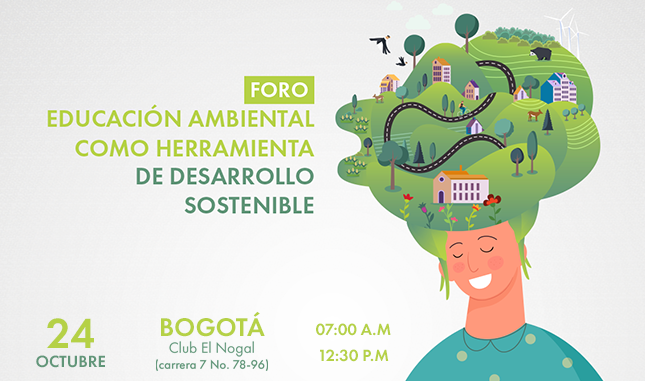 FORO
EDUCACIÓN AMBIENTAL
COMO HERRAMIENTA
DE DESARROLLO
SOSTENIBLE
24
OCTUBRE
BOGOTÁ
Club El Nogal
(carrera 7 No. 78-96)
07:00 A.M
12:30 P.M